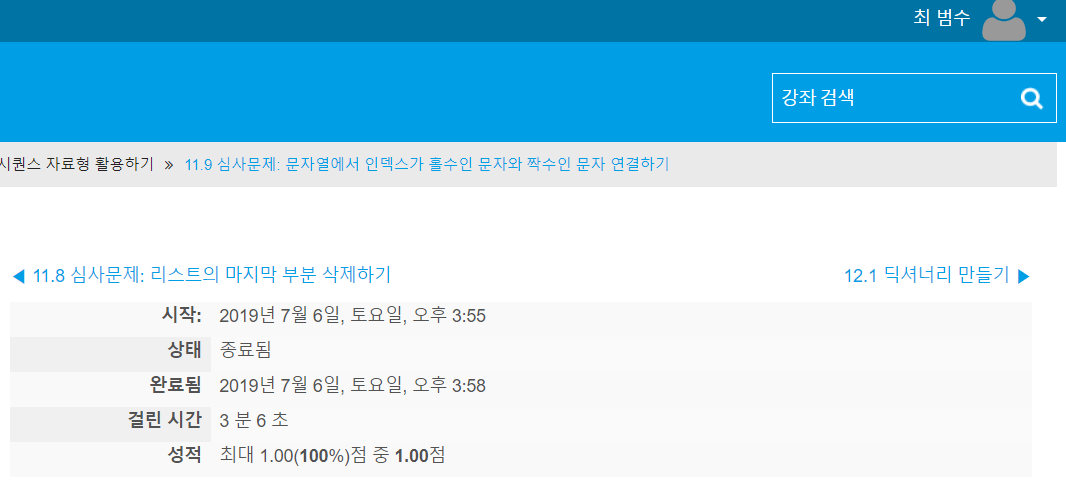 최 범수
강좌 검색
시퀀스 자료형 활용하기 » 11.9 심사문제: 문자열에서 인덱스가 홀수인 문자와 짝수인 문자 연결하기
◀ 11.8 심사문제: 리스트의 마지막 부분 삭제하기 12.1 딕셔너리 만들기 ▶
시작: 2019년 7월 6일, 토요일, 오후 3:55
상태 종료됨
완료됨 2019년 7월 6일, 토요일, 오후 3:58
걸린 시간 3 분 6 초
성적 최대 1.00(100%)점 중 1.00점